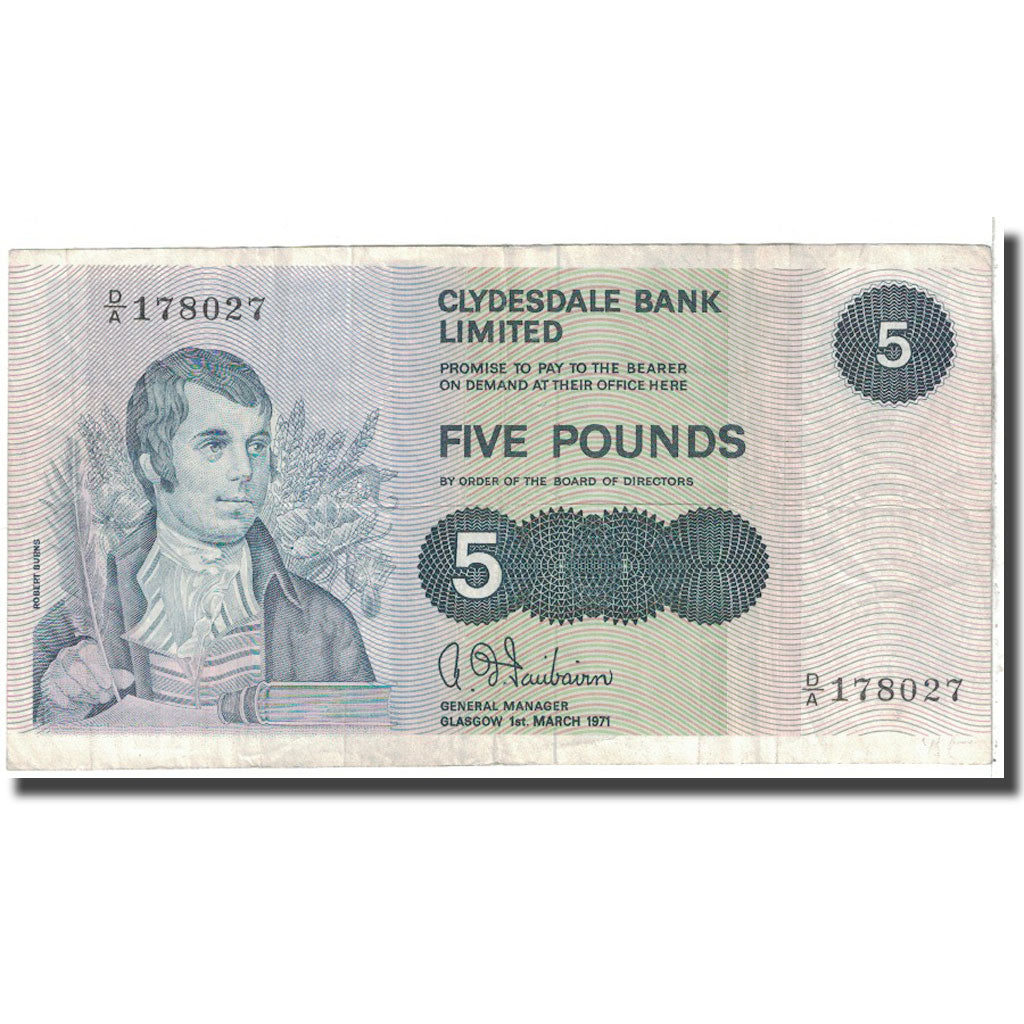 D/A 178027
CLYDESDALE BANK
LIMITED
PROMISE TO PAY TO THE BEARER
ON DEMAND AT THEIR OFFICE HERE
FIVE POUNDS
BY ORDER OF THE BOARD OF DIRECTORS
5
5
ROBERT BURNS
A. D. Fairbairn
GENERAL MANAGER
GLASGOW 1st. MARCH 1971
D/A 178027